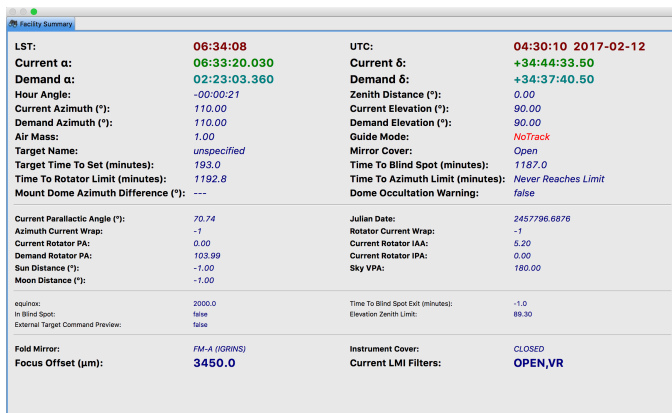 Facility Summary
LST: 06:34:08 UTC: 04:30:10 2017-02-12
Current α: 06:33:20.030 Current δ: +34:44:33.50
Demand α: 02:23:03.360 Demand δ: +34:37:40.50
Hour Angle: -00:00:21 Zenith Distance (°): 0.00
Current Azimuth (°): 110.00 Current Elevation (°): 90.00
Demand Azimuth (°): 110.00 Demand Elevation (°): 90.00
Air Mass: 1.00 Guide Mode: NoTrack
Target Name: unspecified Mirror Cover: Open
Target Time To Set (minutes): 193.0 Time To Blind Spot (minutes): 1187.0
Time To Rotator Limit (minutes): 1192.8 Time To Azimuth Limit (minutes): Never Reaches Limit
Mount Dome Azimuth Difference (°): --- Dome Occultation Warning: false
Current Parallactic Angle (°): 70.74 Julian Date: 2457796.6876
Azimuth Current Wrap: -1 Rotator Current Wrap: -1
Current Rotator PA: 0.00 Current Rotator IAA: 5.20
Demand Rotator PA: 103.99 Current Rotator IPA: 0.00
Sun Distance (°): -1.00 Sky VPA: 180.00
Moon Distance (°): -1.00
equinox: 2000.0 Time To Blind Spot Exit (minutes): -1.0
In Blind Spot: false Elevation Zenith Limit: 89.30
External Target Command Preview: false
Fold Mirror: FM-A (IGRINS) Instrument Cover: CLOSED
Focus Offset (µm): 3450.0 Current LMI Filters: OPEN,VR